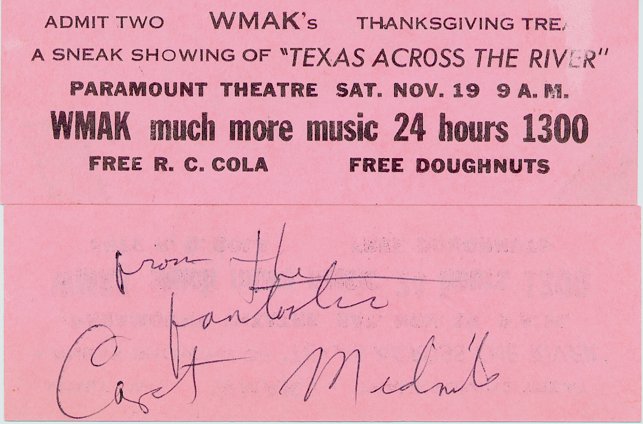 ADMIT TWO WMAK's THANKSGIVING TREA
A SNEAK SHOWING OF "TEXAS ACROSS THE RIVER"
PARAMOUNT THEATRE SAT. NOV. 19 9 A.M.
WMAK much more music 24 hours 1300
FREE R. C. COLA FREE DOUGHNUTS
from the
fantastic
Capt Midnite